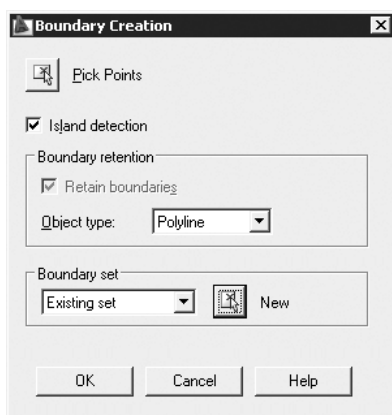 Boundary Creation
Pick Points
Island detection
Boundary retention
Retain boundaries
Object type: Polyline
Boundary set
Existing set New
OK Cancel Help